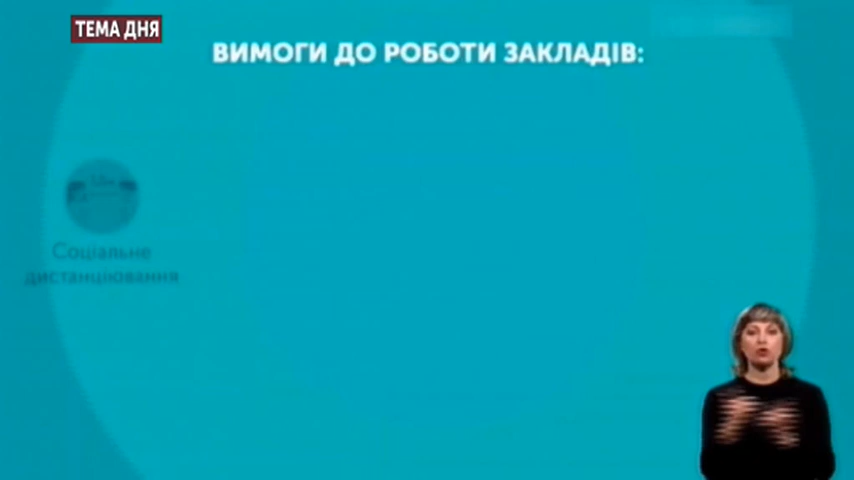 ТЕМА ДНЯ
ВИМОГИ ДО РОБОТИ ЗАКЛАДІВ:
Соціальне
дистанціювання